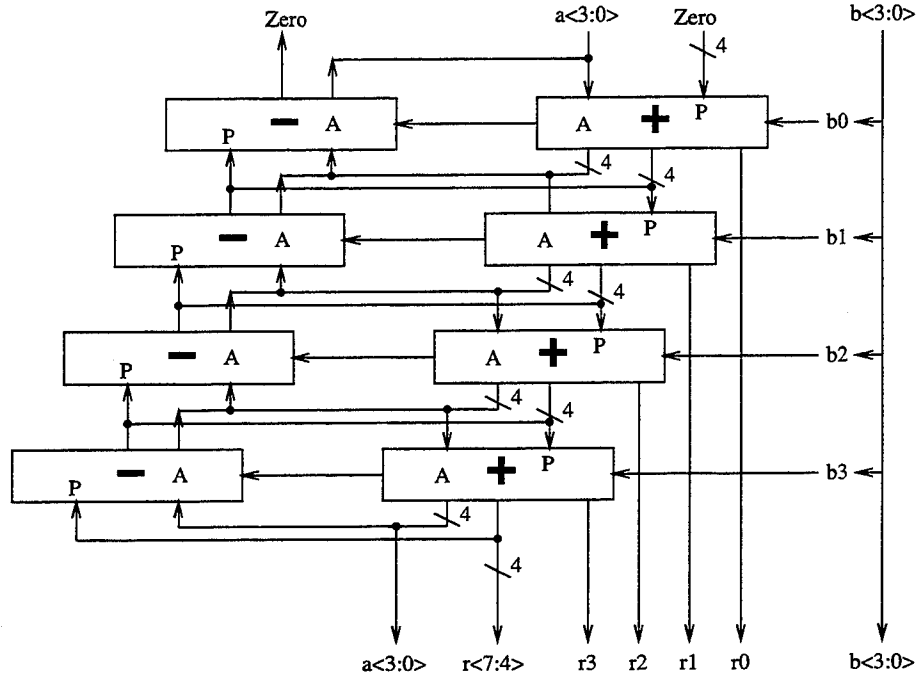 Zero a<3:0> Zero b<3:0>
4
P − A A + P b0
4 4
P − A A + P b1
4 4
P − A A + P b2
4 4
P − A A + P b3
4
4
a<3:0> r<7:4> r3 r2 r1 r0 b<3:0>